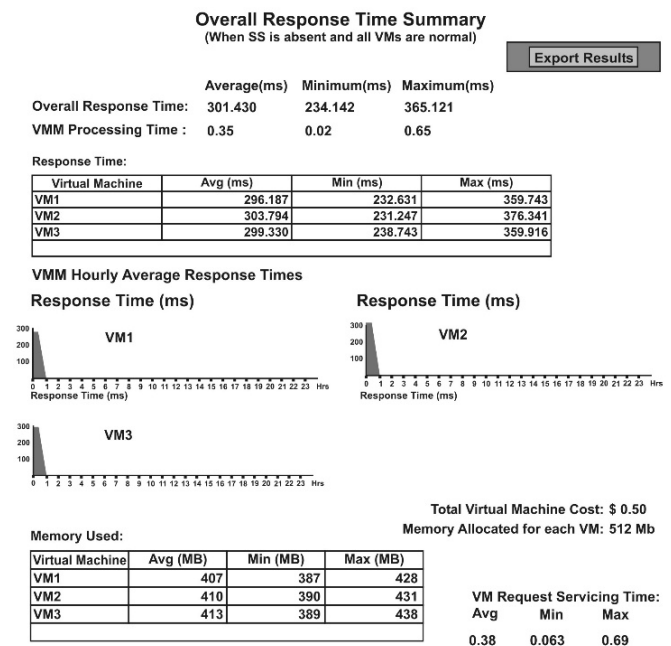 Overall Response Time Summary
(When SS is absent and all VMs are normal)
Export Results
Average(ms) Minimum(ms) Maximum(ms)
Overall Response Time: 301.430 234.142 365.121
VMM Processing Time : 0.35 0.02 0.65
Response Time:
Virtual Machine Avg (ms) Min (ms) Max (ms)
VM1 296.187 232.631 359.743
VM2 303.794 231.247 376.341
VM3 299.330 238.743 359.916
VMM Hourly Average Response Times
Response Time (ms)
300
200
100
VM1
0 1 2 3 4 5 6 7 8 9 10 11 12 13 14 15 16 17 18 19 20 21 22 23 Hrs
Response Time (ms)
Response Time (ms)
300
200
100
VM2
0 1 2 3 4 5 6 7 8 9 10 11 12 13 14 15 16 17 18 19 20 21 22 23 Hrs
Response Time (ms)
300
200
100
VM3
0 1 2 3 4 5 6 7 8 9 10 11 12 13 14 15 16 17 18 19 20 21 22 23 Hrs
Total Virtual Machine Cost: $ 0.50
Memory Allocated for each VM: 512 Mb
Memory Used:
Virtual Machine Avg (MB) Min (MB) Max (MB)
VM1 407 387 428
VM2 410 390 431
VM3 413 389 438
VM Request Servicing Time:
Avg Min Max
0.38 0.063 0.69